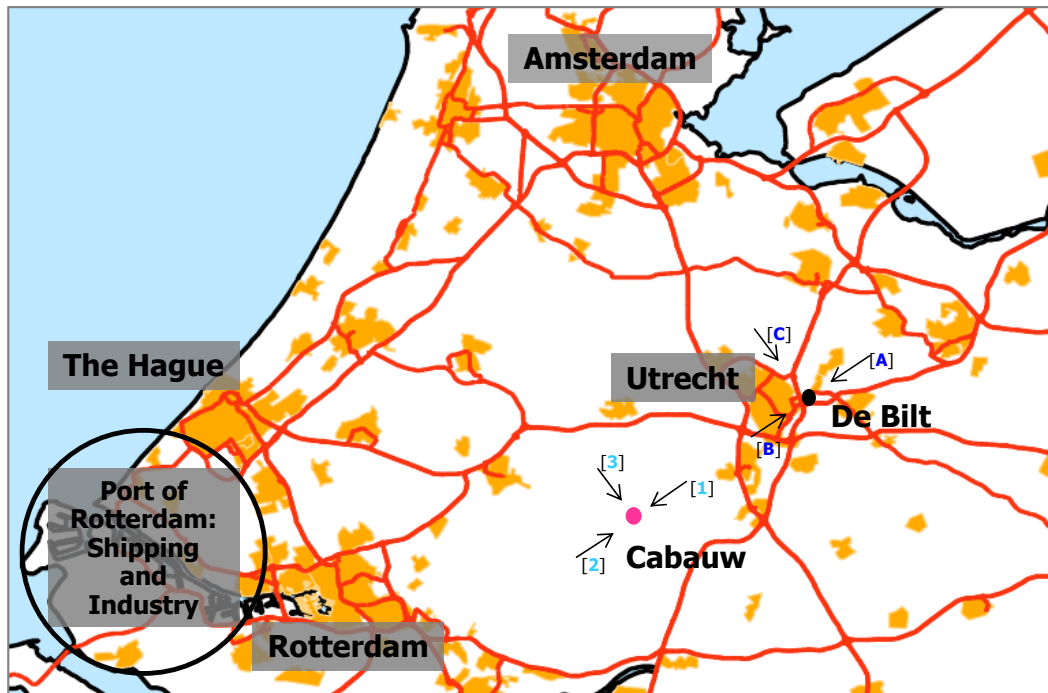 Amsterdam
The Hague
Utrecht
[C]
[A]
De Bilt
[B]
[3]
[1]
Port of
Rotterdam:
Shipping
and
Industry
Cabauw
[2]
Rotterdam